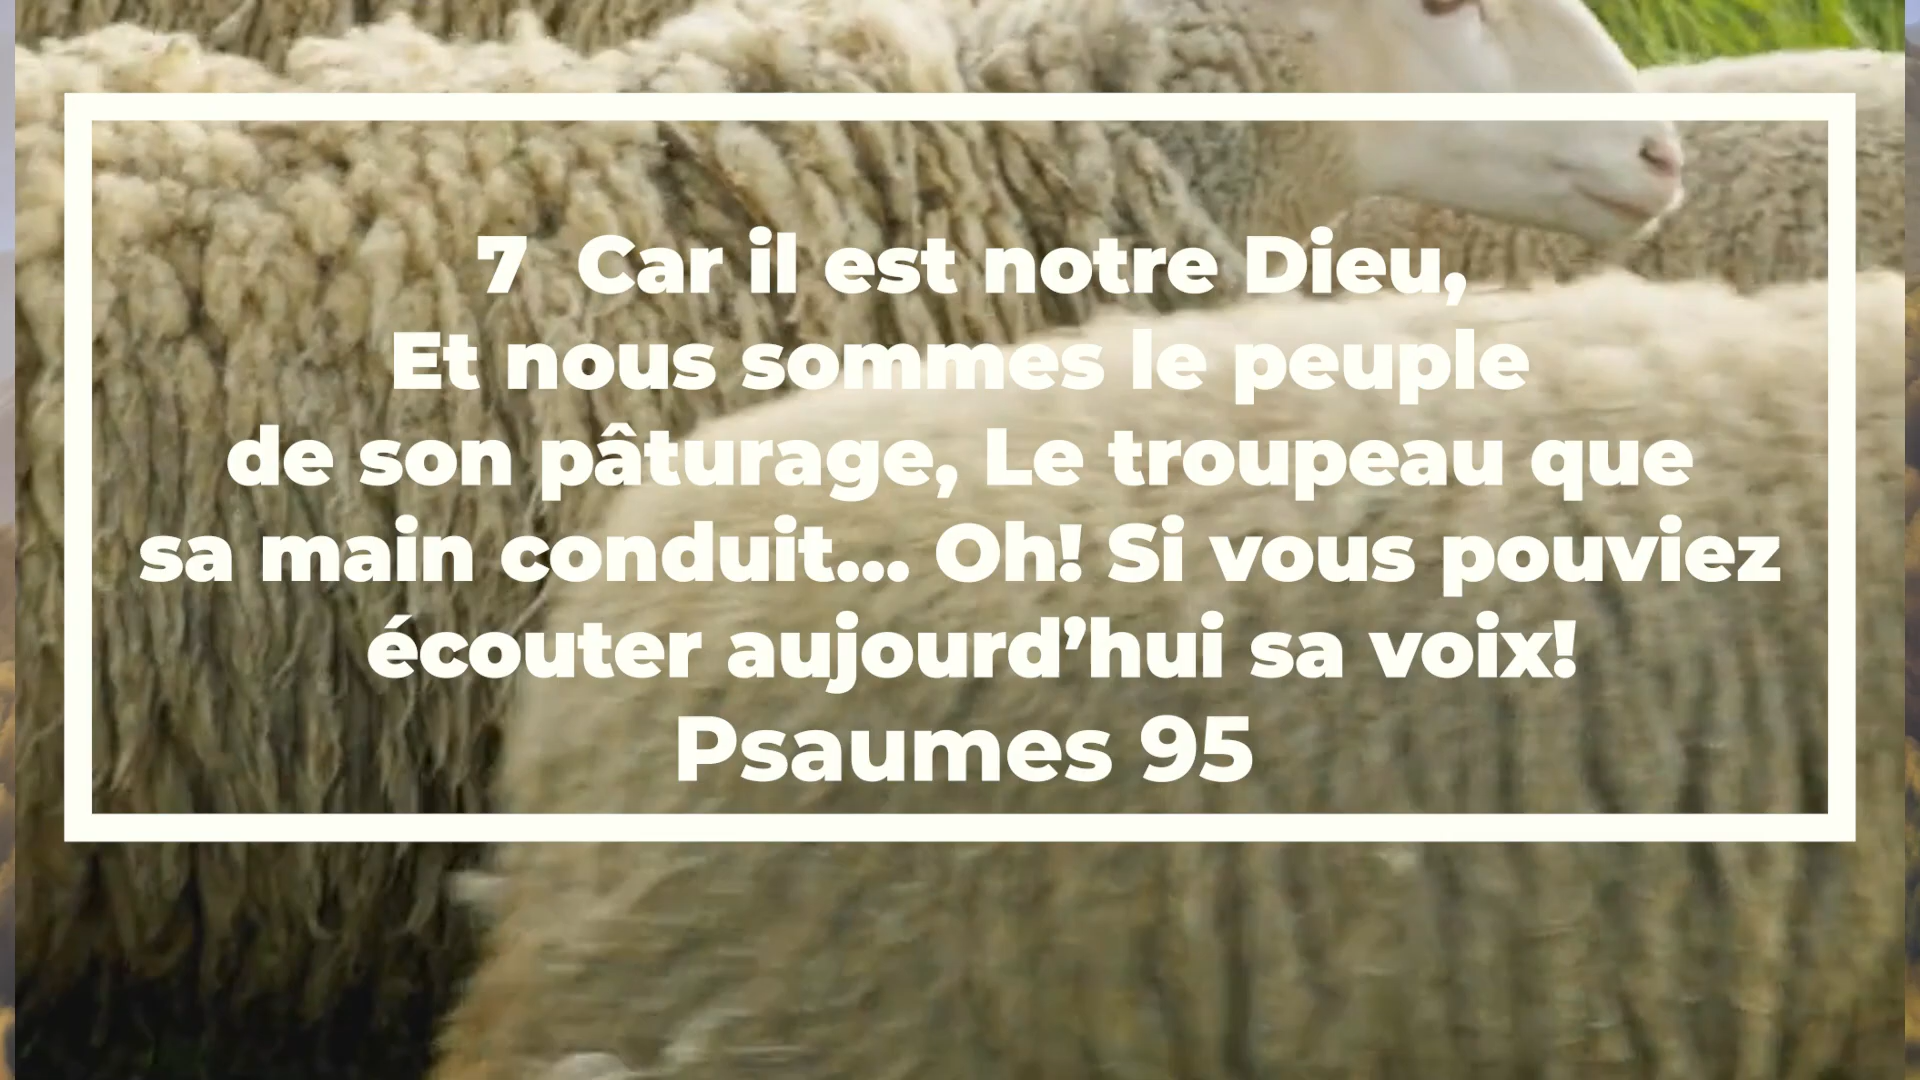 7 Car il est notre Dieu,
Et nous sommes le peuple
de son pâturage, Le troupeau que
sa main conduit... Oh! Si vous pouviez
écouter aujourd’hui sa voix!
Psaumes 95